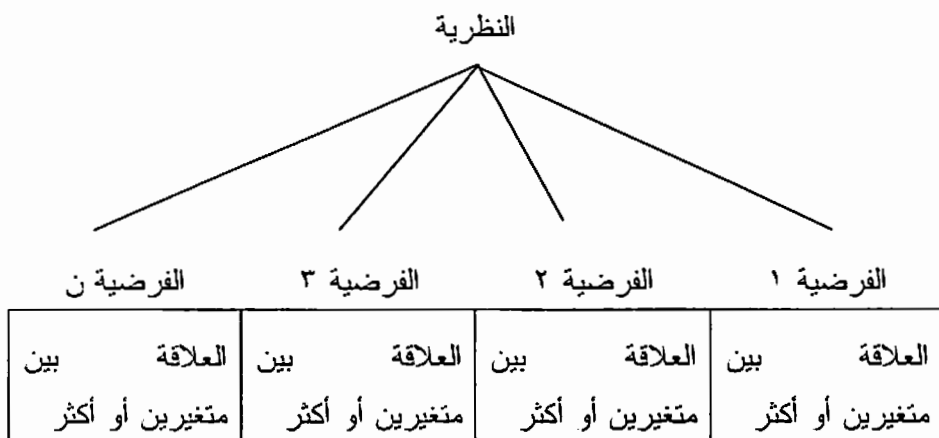 النظرية
الفرضية ١ الفرضية ٢ الفرضية ٣ الفرضية ن
العلاقة بين
متغيرين أو أكثر
العلاقة بين
متغيرين أو أكثر
العلاقة بين
متغيرين أو أكثر
العلاقة بين
متغيرين أو أكثر